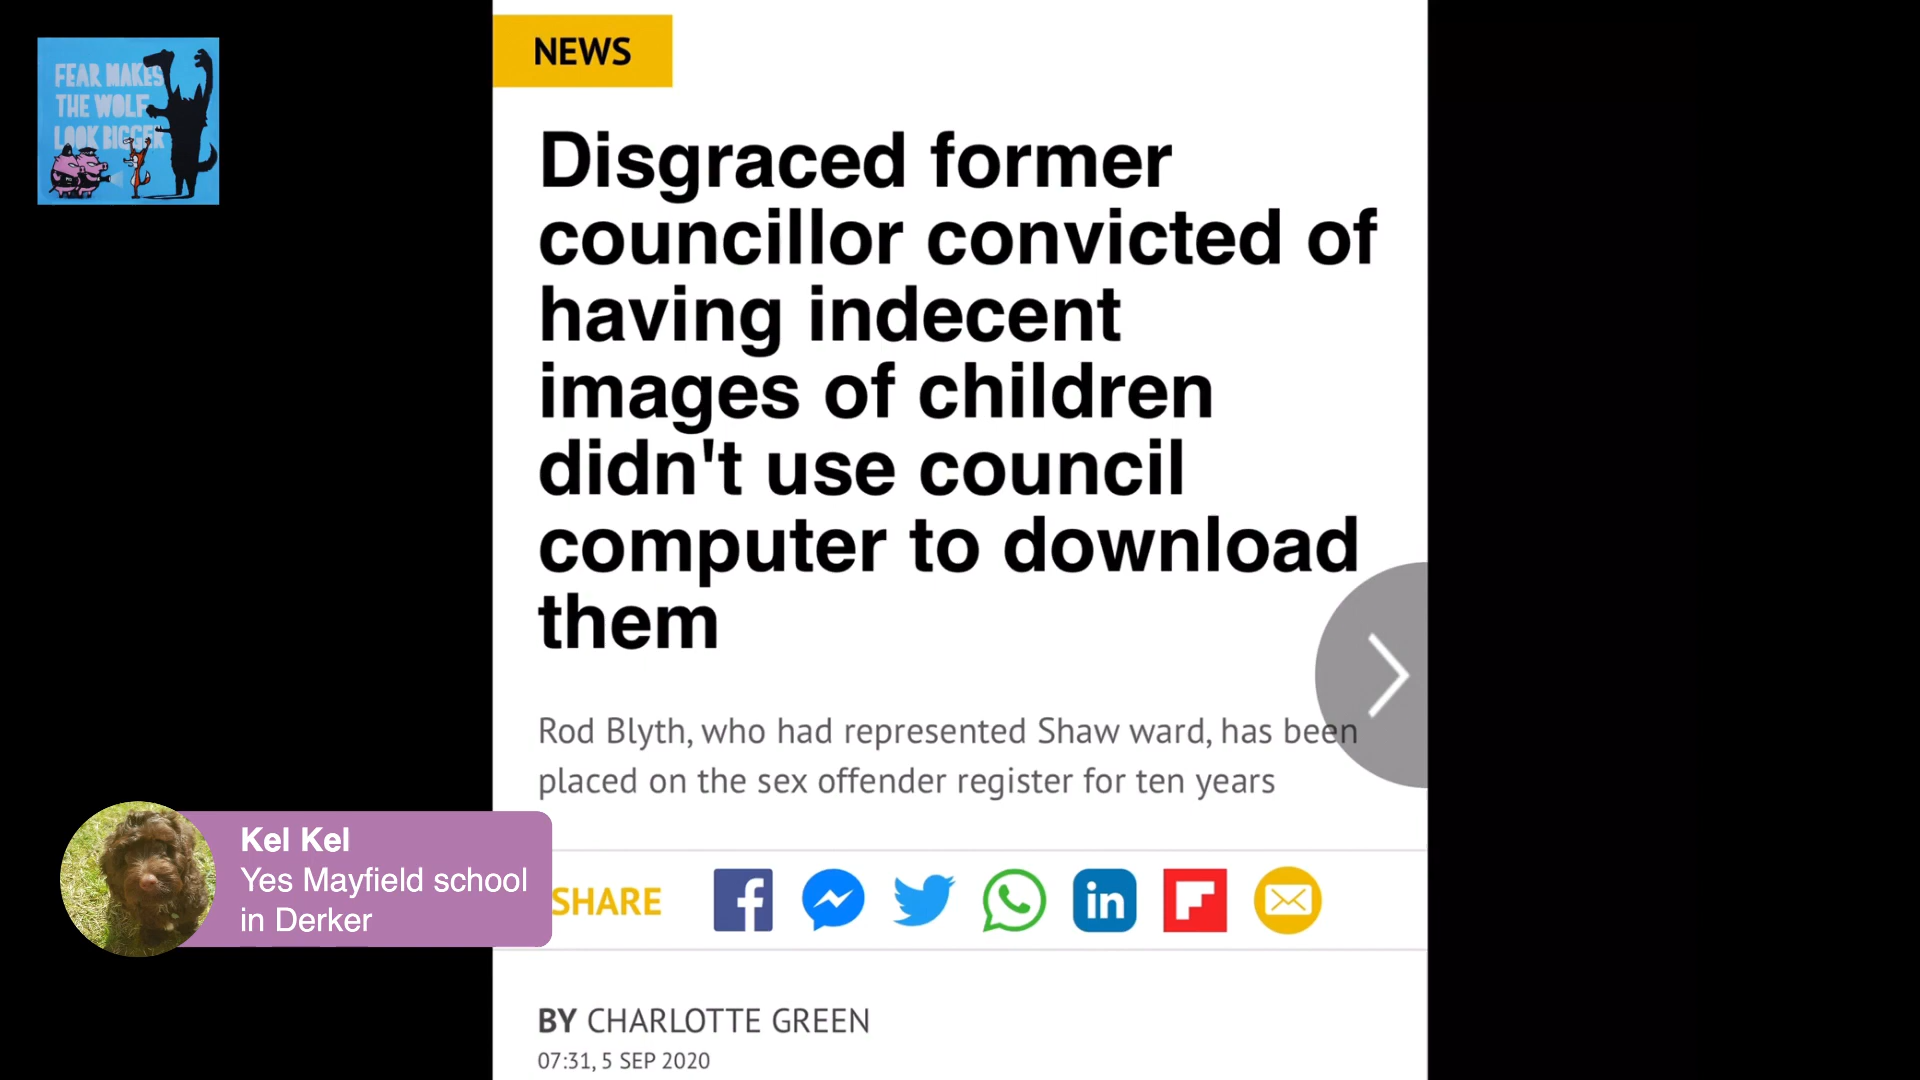 FEAR MAKES
THE WOLF
LOOK BIGGER
NEWS
Disgraced former
councillor convicted of
having indecent
images of children
didn't use council
computer to download
them
Rod Blyth, who had represented Shaw ward, has been
placed on the sex offender register for ten years
Kel Kel
Yes Mayfield school
in Derker
SHARE
BY CHARLOTTE GREEN
07:31, 5 SEP 2020